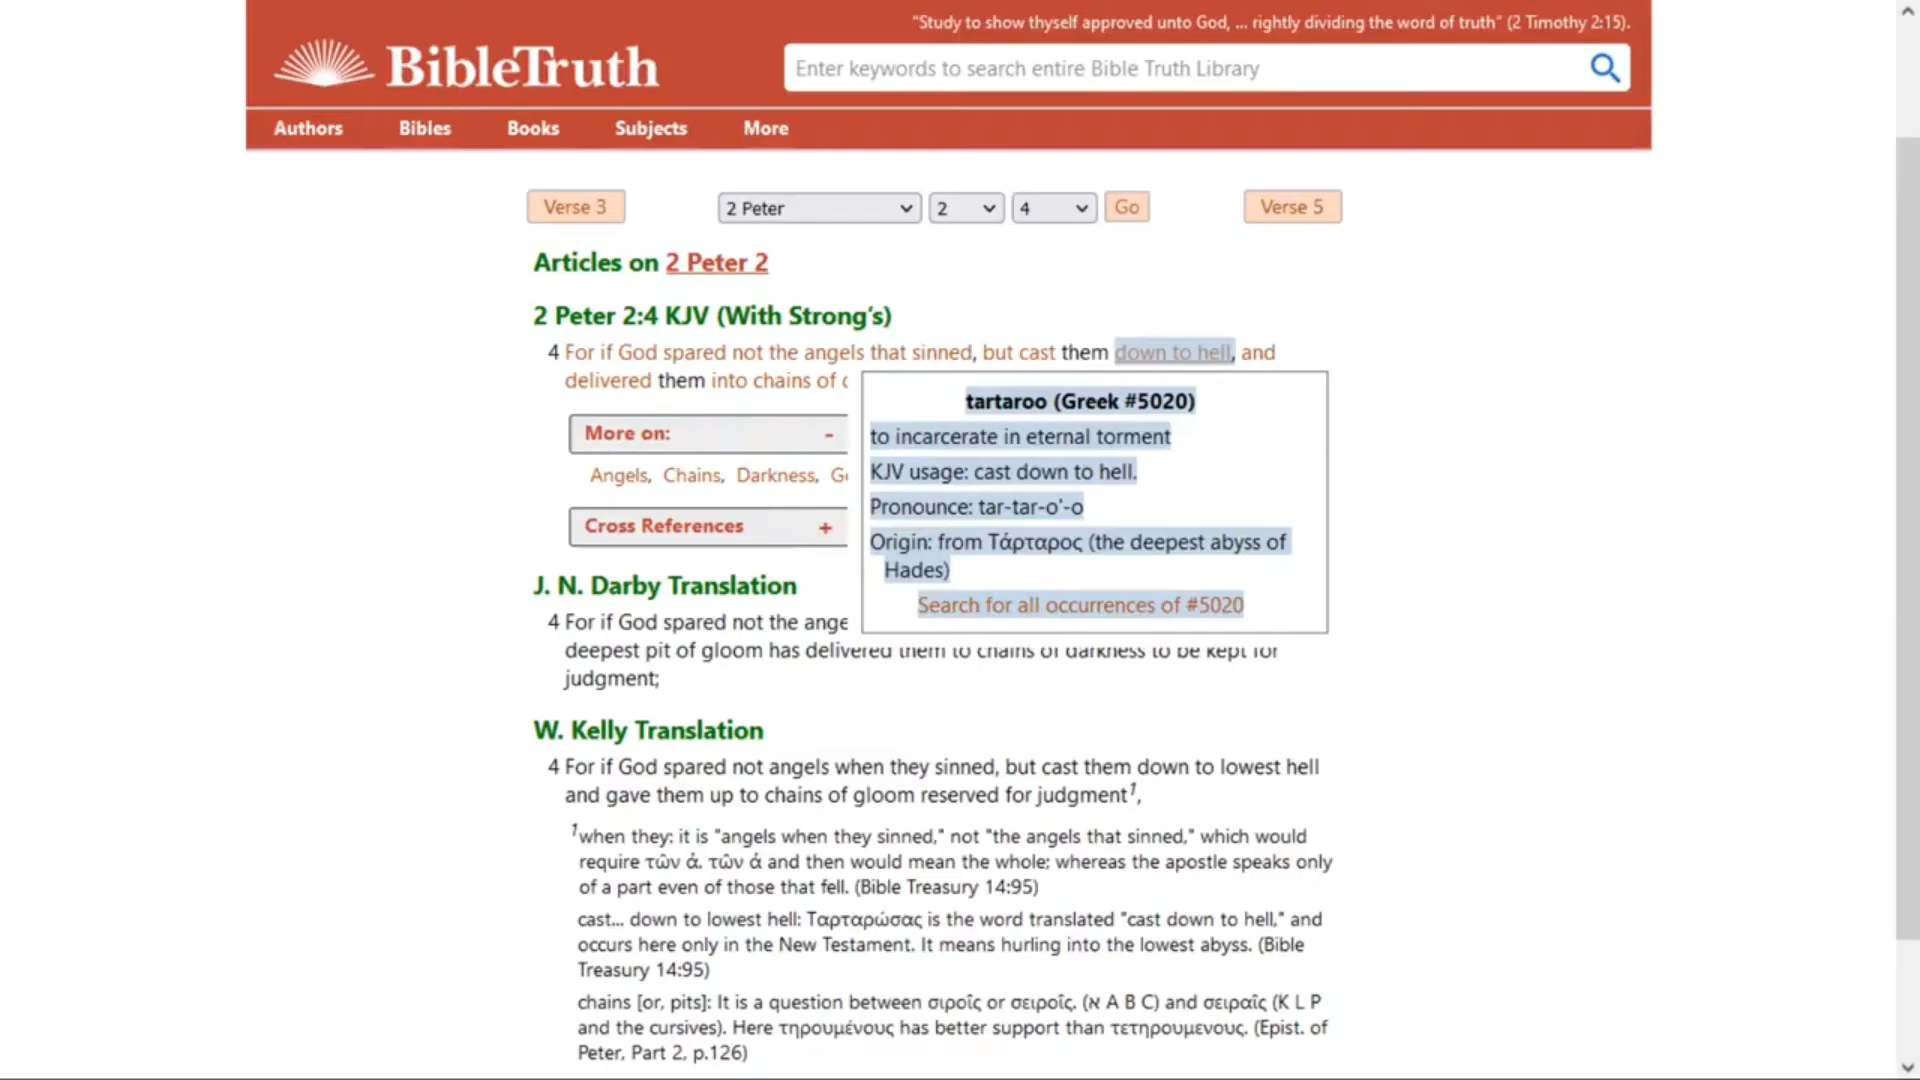 "Study to show thyself approved unto God, ... rightly dividing the word of truth" (2 Timothy 2:15).
BibleTruth
Enter keywords to search entire Bible Truth Library
Authors Bibles Books Subjects More
Verse 3 2 Peter 2 4 Go Verse 5
Articles on 2 Peter 2
2 Peter 2:4 KJV (With Strong's)
4 For if God spared not the angels that sinned, but cast them down to hell, and
delivered them into chains of
tartaroo (Greek #5020)
to incarcerate in eternal torment
KJV usage: cast down to hell.
Pronounce: tar-tar-o'-o
Origin: from Τάρταρος (the deepest abyss of
Hades)
Search for all occurrences of #5020
More on: -
Angels, Chains, Darkness,
Cross References +
J. N. Darby Translation
4 For if God spared not the ange
deepest pit of gloom has delivered them to chains of darkness to be kept for
judgment;
W. Kelly Translation
4 For if God spared not angels when they sinned, but cast them down to lowest hell
and gave them up to chains of gloom reserved for judgment1,
1when they: it is "angels when they sinned," not "the angels that sinned," which would
require τῶν ἀ. τῶν ἁ and then would mean the whole; whereas the apostle speaks only
of a part even of those that fell. (Bible Treasury 14:95)
cast... down to lowest hell: Ταρταρώσας is the word translated "cast down to hell," and
occurs here only in the New Testament. It means hurling into the lowest abyss. (Bible
Treasury 14:95)
chains [or, pits]: It is a question between σιροῖς or σειροῖς. (א A B C) and σειραῖς (K L P
and the cursives). Here τηρουμένους has better support than τετηρουμενους. (Epist. of
Peter, Part 2, p.126)